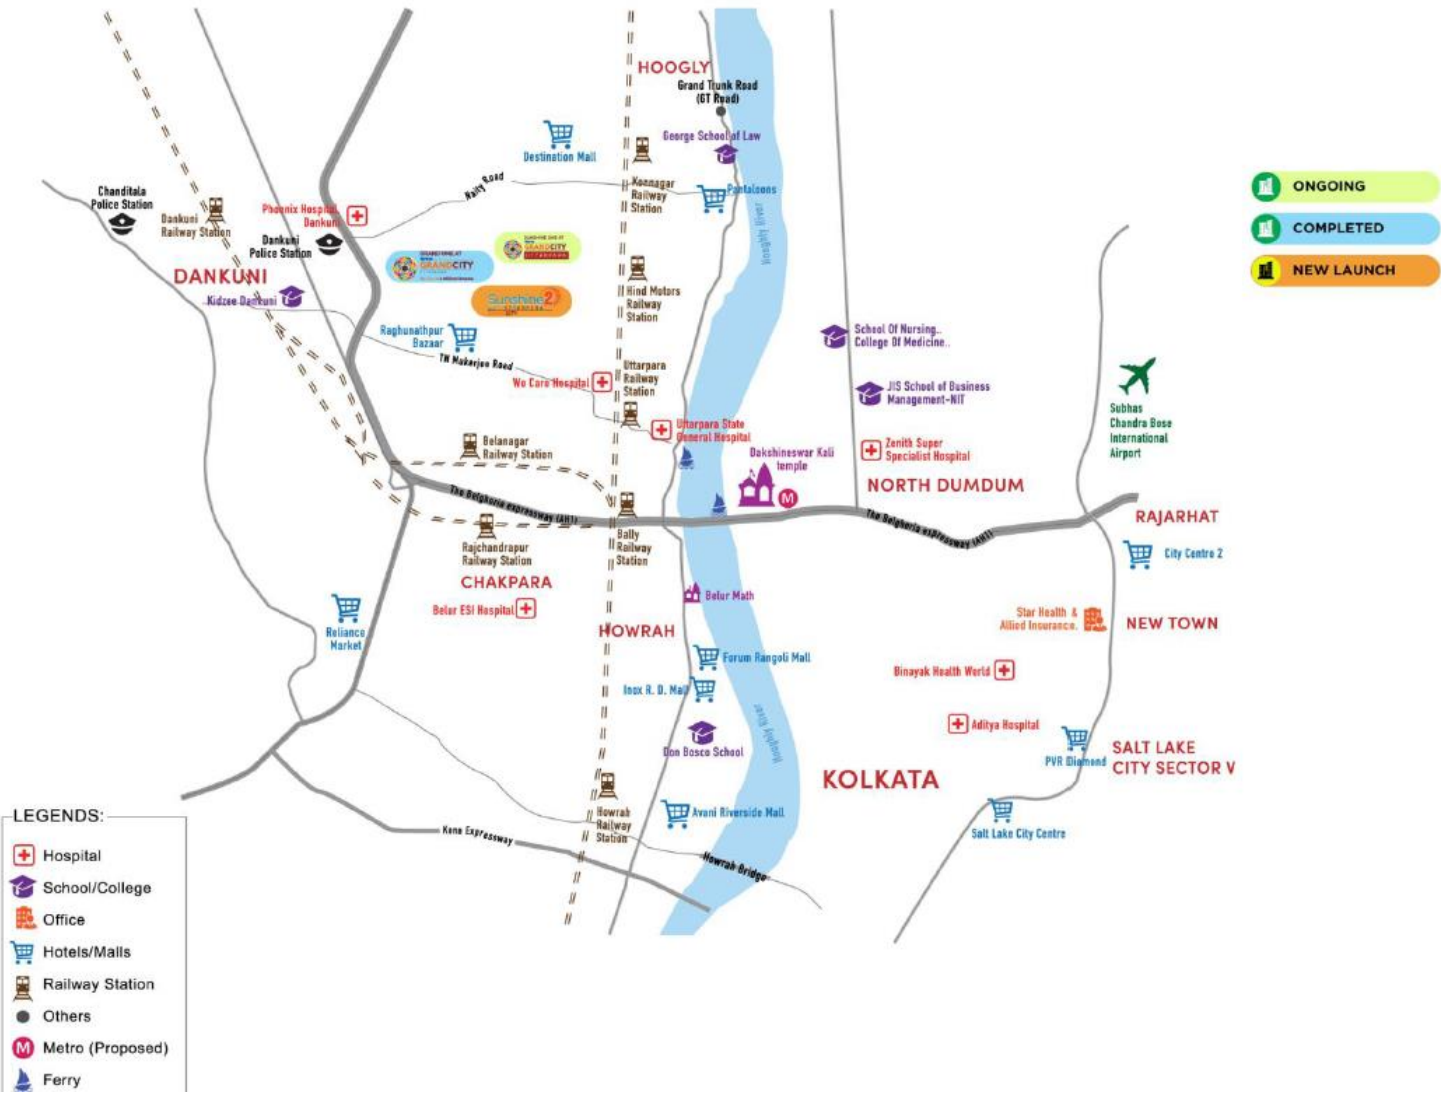 HOOGLY
Grand Trunk Road
(GT Road)
George School of Law
Destination Mall
Konnagar
Railway
Station
Pantaloons
Naity Road
Hooghly River
Chanditala
Police Station
Dankuni
Railway Station
Phoenix Hospital
Dankuni
Dankuni
Police Station
DANKUNI
Kidzee Dankuni
GRANDCITY
GRANDCITY
Sunshine2
Hind Motors
Railway
Station
Raghunathpur
Bazaar
TN Mukerjee Road
We Care Hospital
Uttarpara
Railway
Station
Uttarpara State
General Hospital
School Of Nursing..
College Of Medicine..
JIS School of Business
Management-NIT
Zenith Super
Specialist Hospital
Dakshineswar Kali
temple
M
NORTH DUMDUM
Subhas
Chandra Bose
International
Airport
ONGOING
COMPLETED
NEW LAUNCH
Belanagar
Railway Station
The Belghoria expressway (AH1)
The Belghoria expressway (AH1)
RAJARHAT
City Centre 2
Rajchandrapur
Railway Station
Bally
Railway
Station
CHAKPARA
Belur ESI Hospital
Belur Math
HOWRAH
Reliance
Market
Star Health &
Allied Insurance.
NEW TOWN
Forum Rangoli Mall
Inox R. D. Mall
Binayak Health World
Aditya Hospital
Don Bosco School
Hooghly River
PVR Diamond
SALT LAKE
CITY SECTOR V
KOLKATA
Howrah
Railway
Station
Avani Riverside Mall
Salt Lake City Centre
Kona Expressway
Howrah Bridge
LEGENDS:
Hospital
School/College
Office
Hotels/Malls
Railway Station
Others
M Metro (Proposed)
Ferry